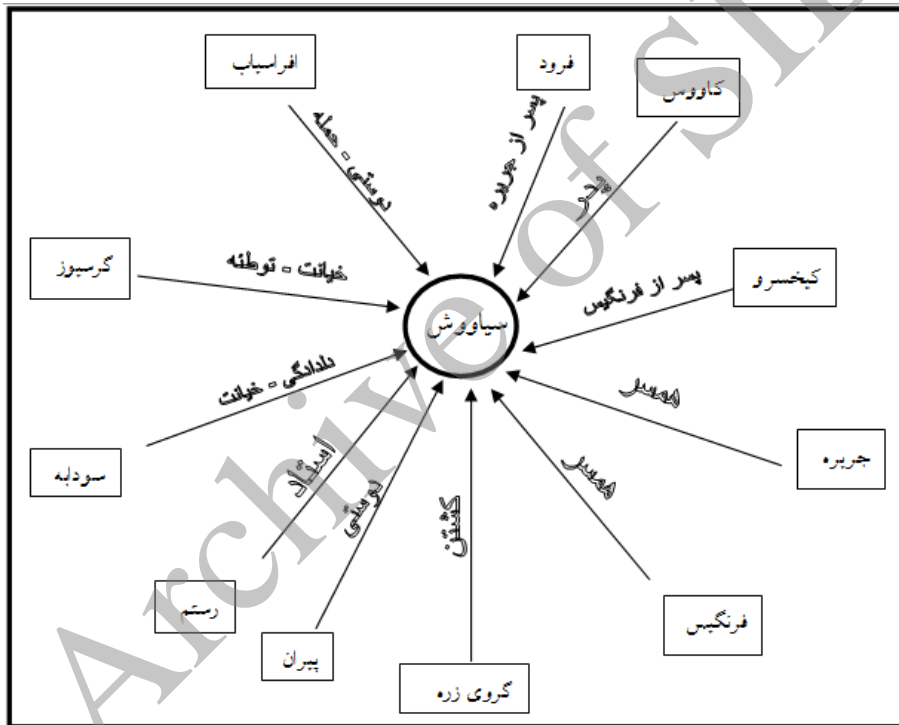 افراسیاب
فرود
کاووس
دوستی - حمله
پسر از جریره
پدر
گرسیوز
خیانت - توطئه
پسر از فرنگیس
کیخسرو
سیاووش
دلدادگی - خیانت
همسر
سودابه
استاد
دوستی
کشتن
همسر
جریره
رستم
پیران
گروی زره
فرنگیس
Archive of SI